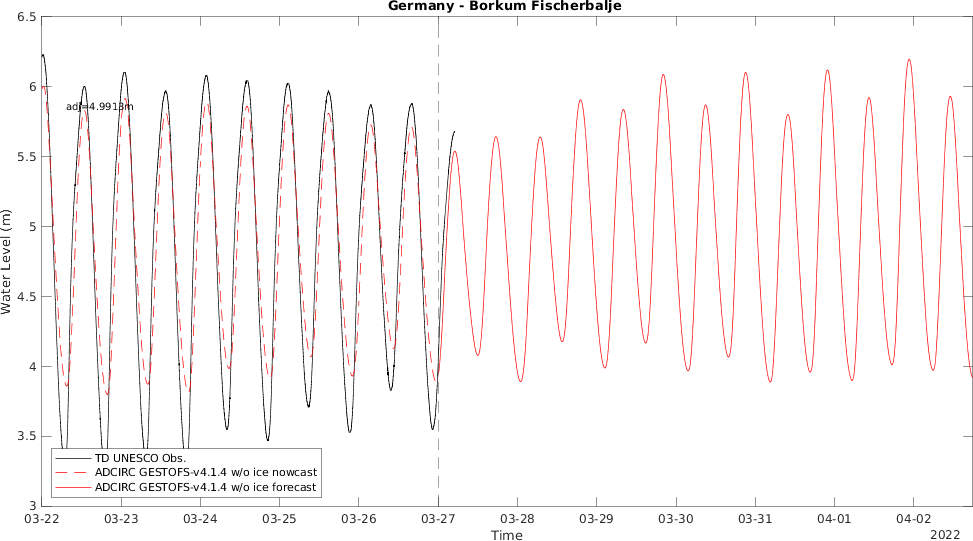 Germany - Borkum Fischerbalje
6.5
6
adj=4.9913m
5.5
5
4.5
4
3.5
3
Water Level (m)
TD UNESCO Obs.
ADCIRC GESTOFS-v4.1.4 w/o ice nowcast
ADCIRC GESTOFS-v4.1.4 w/o ice forecast
03-22 03-23 03-24 03-25 03-26 03-27 03-28 03-29 03-30 03-31 04-01 04-02
Time
2022